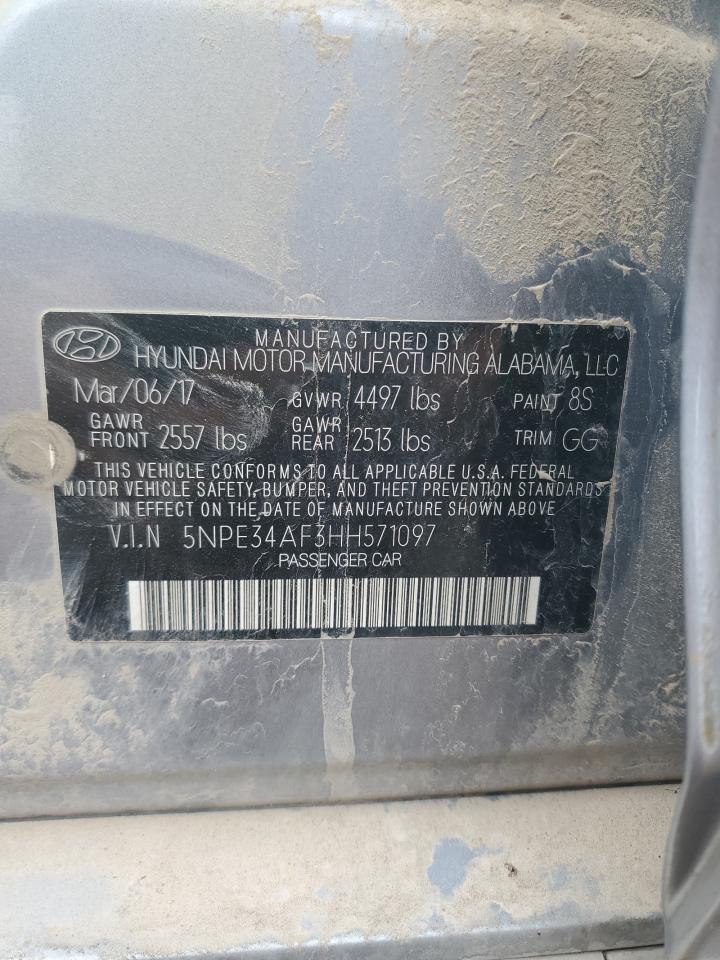 MANUFACTURED BY
HYUNDAI MOTOR MANUFACTURING ALABAMA, LLC
Mar/06/17 GVWR 4497 lbs PAINT 8S
GAWR FRONT 2557 lbs GAWR REAR 2513 lbs TRIM GG
THIS VEHICLE CONFORMS TO ALL APPLICABLE U.S.A. FEDERAL
MOTOR VEHICLE SAFETY, BUMPER, AND THEFT PREVENTION STANDARDS
IN EFFECT ON THE DATE OF MANUFACTURE SHOWN ABOVE
V.I.N 5NPE34AF3HH571097
PASSENGER CAR